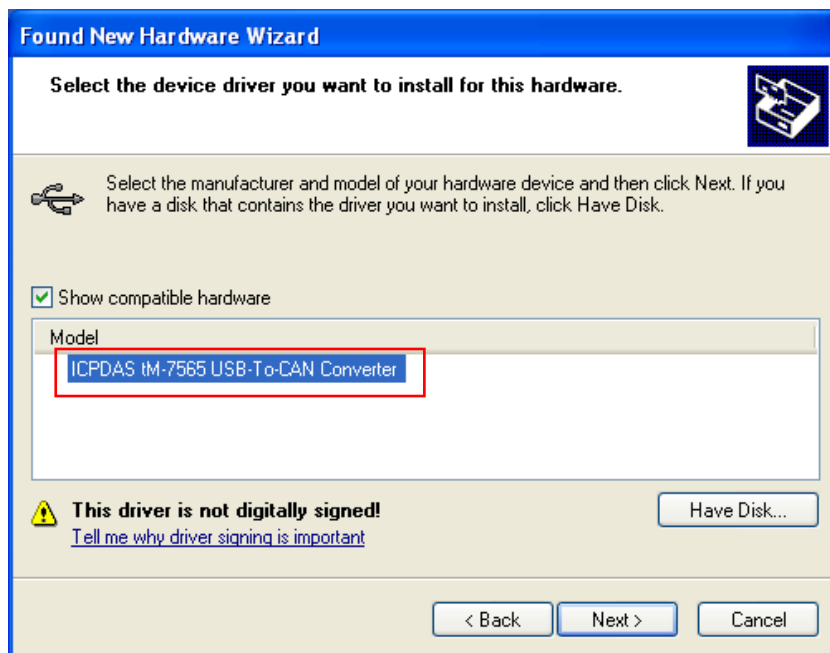 Found New Hardware Wizard
Select the device driver you want to install for this hardware.
Select the manufacturer and model of your hardware device and then click Next. If you
have a disk that contains the driver you want to install, click Have Disk.
Show compatible hardware
Model
ICPDAS tM-7565 USB-To-CAN Converter
This driver is not digitally signed!
Have Disk...
Tell me why driver signing is important
< Back
Next >
Cancel